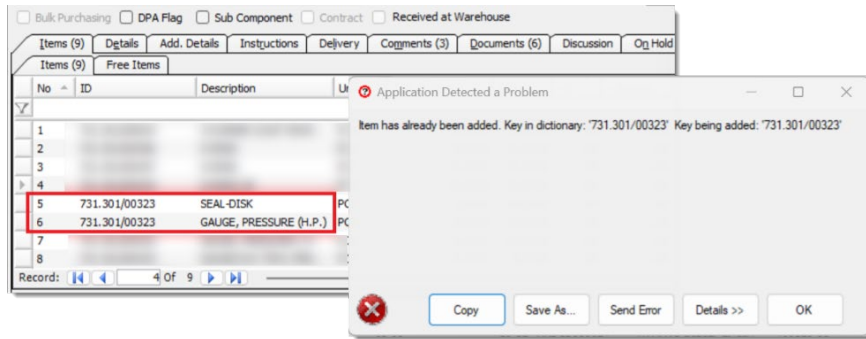 Bulk Purchasing DPA Flag Sub Component Contract Received at Warehouse
Items (9) Details Add. Details Instructions Delivery Comments (3) Documents (6) Discussion On Hold
Items (9) Free Items
No ID Description
1
2
3
4
5 731.301/00323 SEAL-DISK
6 731.301/00323 GAUGE, PRESSURE (H.P.)
7
8
Record: 4 Of 9
Application Detected a Problem
Item has already been added. Key in dictionary: '731.301/00323' Key being added: '731.301/00323'
Copy Save As... Send Error Details >> OK